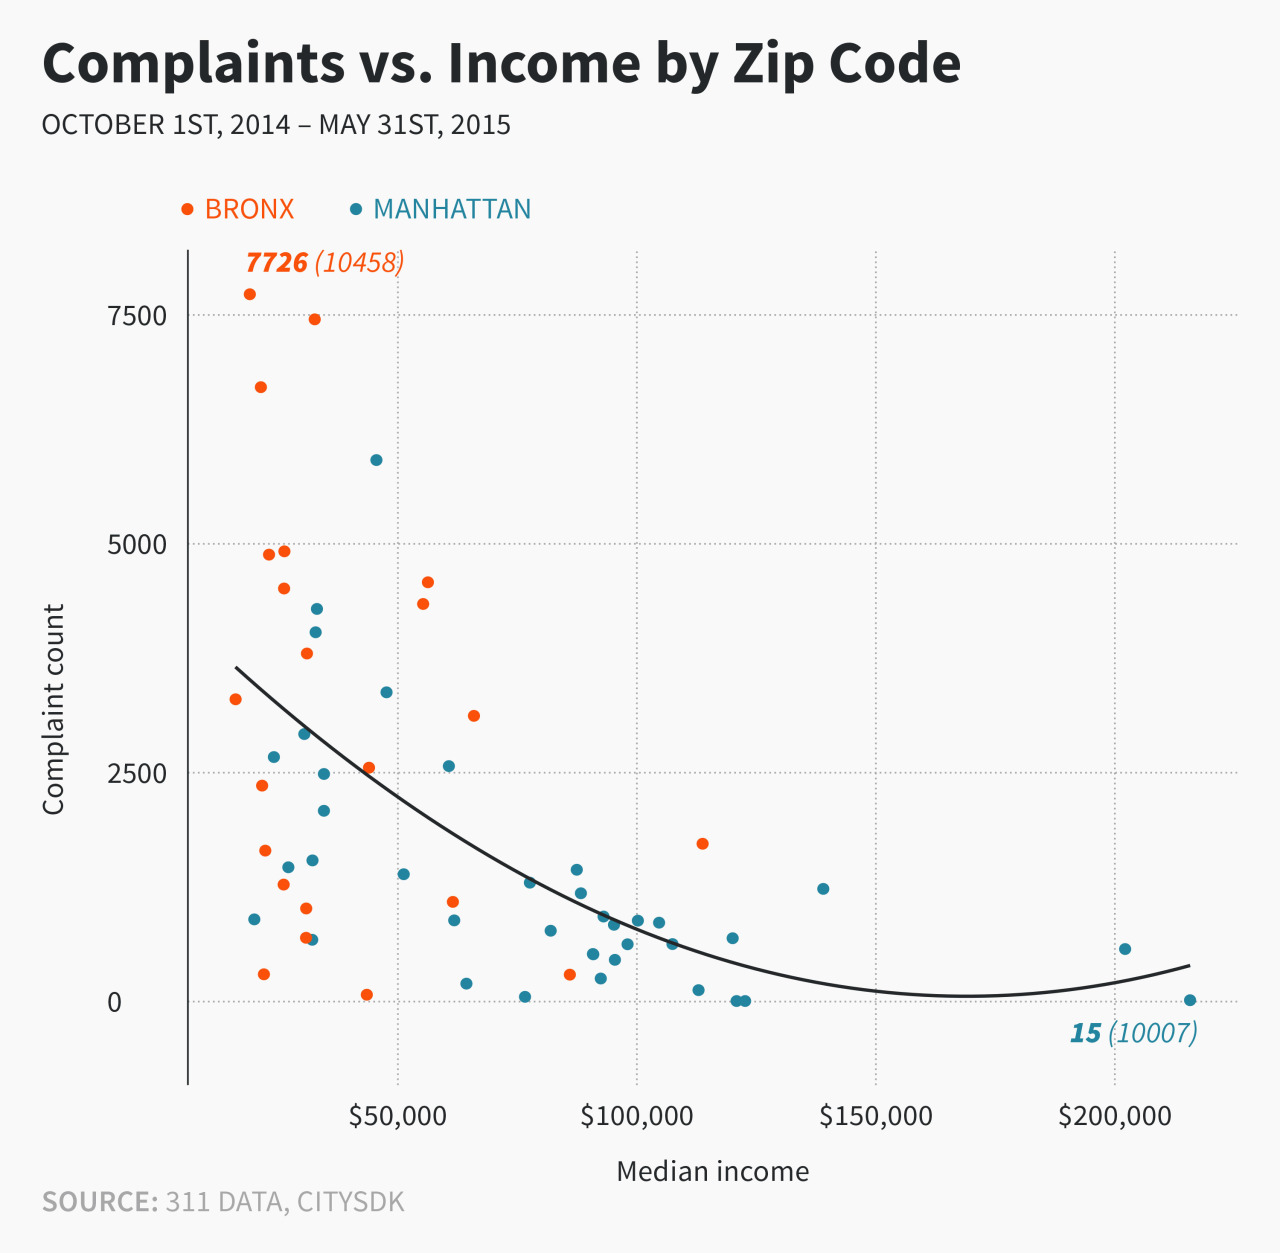 Complaints vs. Income by Zip Code
OCTOBER 1ST, 2014 – MAY 31ST, 2015
BRONX MANHATTAN
7726 (10458)
7500
5000
2500
0
Complaint count
15 (10007)
$50,000 $100,000 $150,000 $200,000
Median income
SOURCE: 311 DATA, CITYSDK